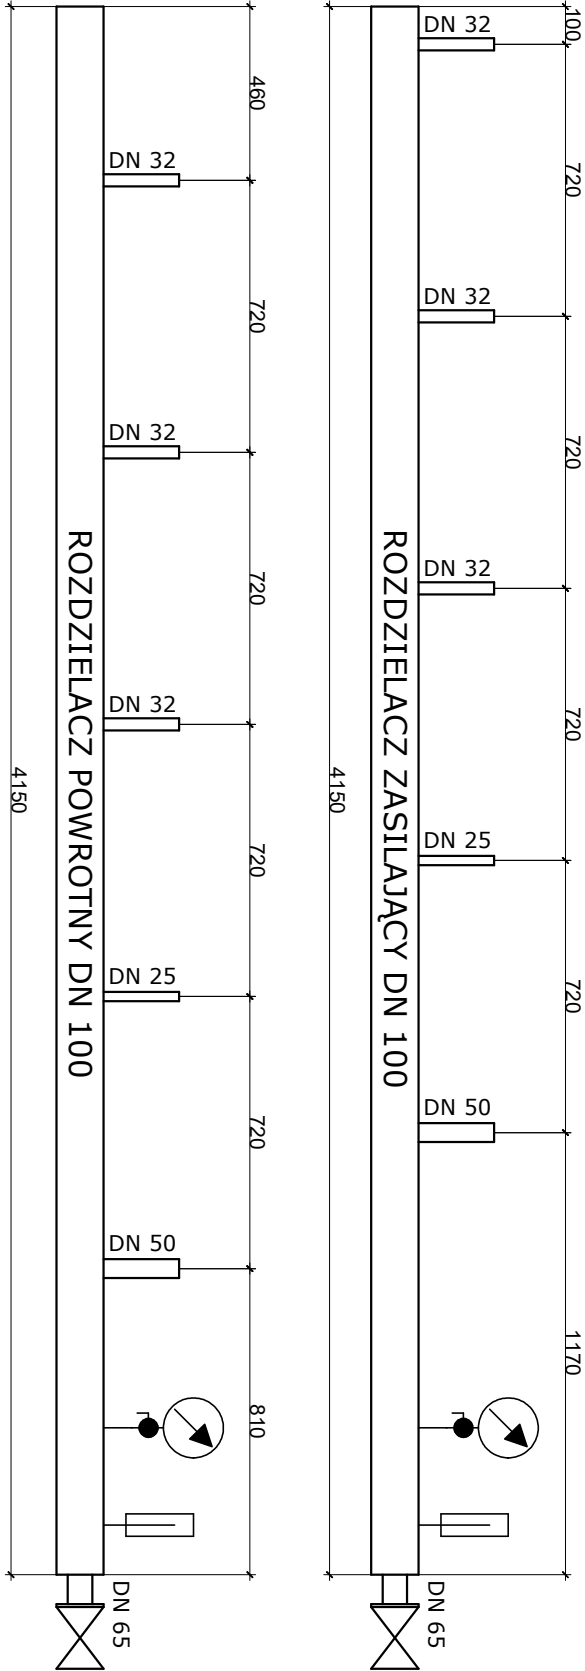 DN 32
460
DN 32
720
DN 32
720
DN 32
720
DN 25
720
DN 50
810
ROZDZIELACZ POWROTNY DN 100
4150
DN 65
100
DN 32
720
DN 32
720
DN 32
720
DN 25
720
DN 50
1170
ROZDZIELACZ ZASILAJĄCY DN 100
4150
DN 65